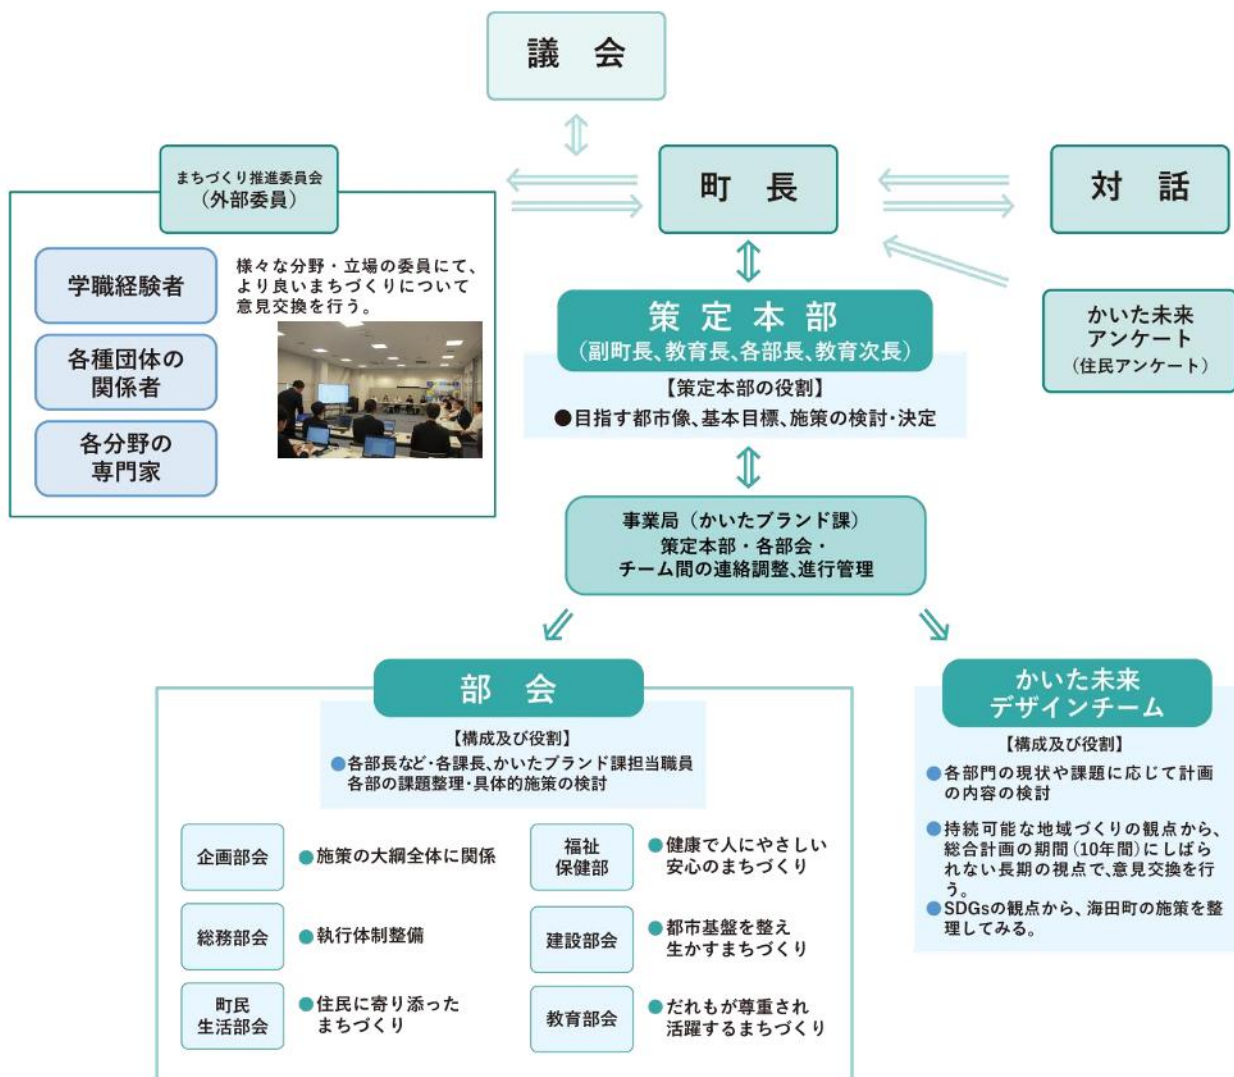 議 会
まちづくり推進委員会
（外部委員）
町 長
対 話
学職経験者
各種団体の
関係者
各分野の
専門家
様々な分野・立場の委員にて、
より良いまちづくりについて
意見交換を行う。
策 定 本 部
（副町長、教育長、各部長、教育次長）
【策定本部の役割】
●目指す都市像、基本目標、施策の検討・決定
かいた未来
アンケート
（住民アンケート）
事業局（かいたブランド課）
策定本部・各部会・
チーム間の連絡調整、進行管理
部 会
【構成及び役割】
●各部長など・各課長、かいたブランド課担当職員
各部の課題整理・具体的施策の検討
企画部会
●施策の大綱全体に関係
総務部会
●執行体制整備
町民
生活部会
●住民に寄り添った
まちづくり
福祉
保健部
●健康で人にやさしい
安心のまちづくり
建設部会
●都市基盤を整え
生かすまちづくり
教育部会
●だれもが尊重され
活躍するまちづくり
かいた未来
デザインチーム
【構成及び役割】
●各部門の現状や課題に応じて計画
の内容の検討
●持続可能な地域づくりの観点から、
総合計画の期間（10年間）にしばら
れない長期の視点で、意見交換を行
う。
●SDGsの観点から、海田町の施策を整
理してみる。